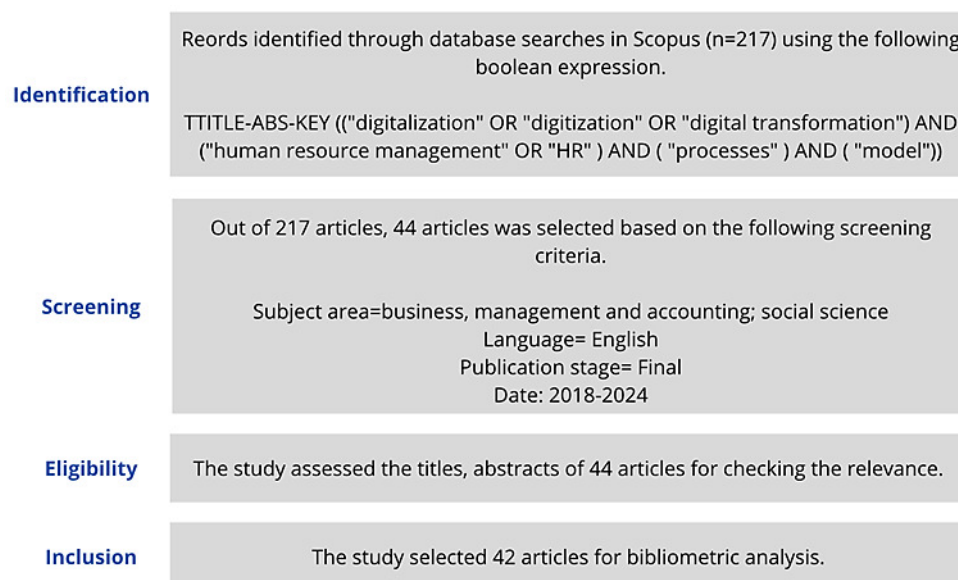 Identification
Reords identified through database searches in Scopus (n=217) using the following
boolean expression.
TTITLE-ABS-KEY (("digitalization" OR "digitization" OR "digital transformation") AND
("human resource management" OR "HR" ) AND ( "processes" ) AND ( "model"))
Screening
Out of 217 articles, 44 articles was selected based on the following screening
criteria.
Subject area=business, management and accounting; social science
Language= English
Publication stage= Final
Date: 2018-2024
Eligibility
The study assessed the titles, abstracts of 44 articles for checking the relevance.
Inclusion
The study selected 42 articles for bibliometric analysis.